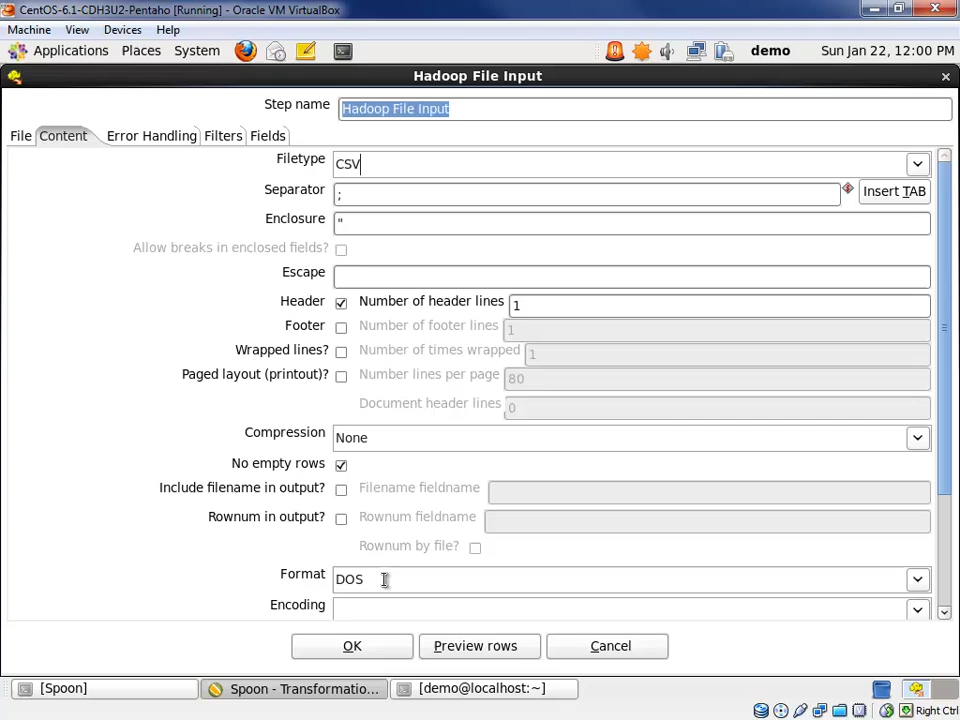 CentOS-6.1-CDH3U2-Pentaho [Running] - Oracle VM VirtualBox
Machine View Devices Help
Applications Places System demo Sun Jan 22, 12:00 PM
Hadoop File Input
Step name Hadoop File Input
File Content Error Handling Filters Fields
Filetype CSV
Separator ; Insert TAB
Enclosure "
Allow breaks in enclosed fields?
Escape
Header Number of header lines 1
Footer Number of footer lines 1
Wrapped lines? Number of times wrapped 1
Paged layout (printout)? Number lines per page 80
Document header lines 0
Compression None
No empty rows
Include filename in output? Filename fieldname
Rownum in output? Rownum fieldname
Rownum by file?
Format DOS
Encoding
OK Preview rows Cancel
[Spoon] Spoon - Transformatio... [demo@localhost:~]
Right Ctrl